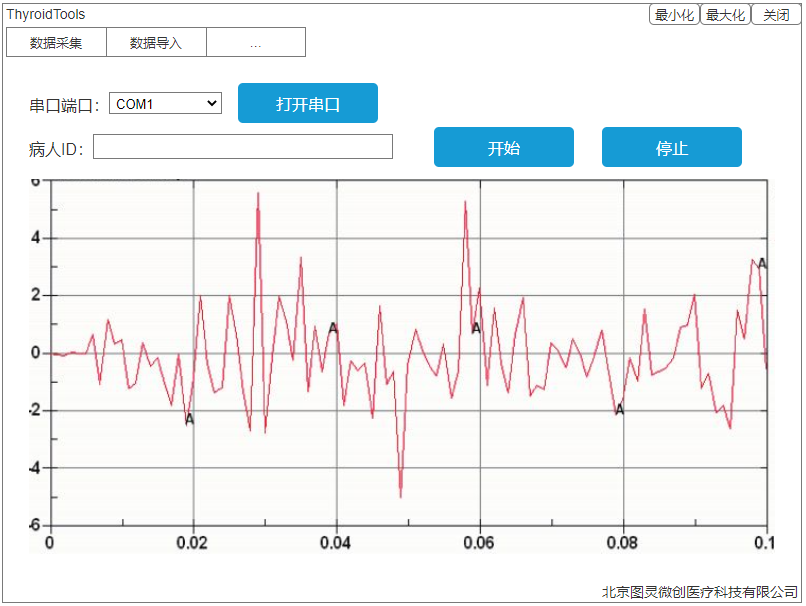 ThyroidTools 最小化 最大化 关闭
数据采集 数据导入 ...
串口端口： COM1 打开串口
病人ID： 开始 停止
6
4
A
2
A A
0
-2
A A
-4
-6
0 0.02 0.04 0.06 0.08 0.1
北京图灵微创医疗科技有限公司